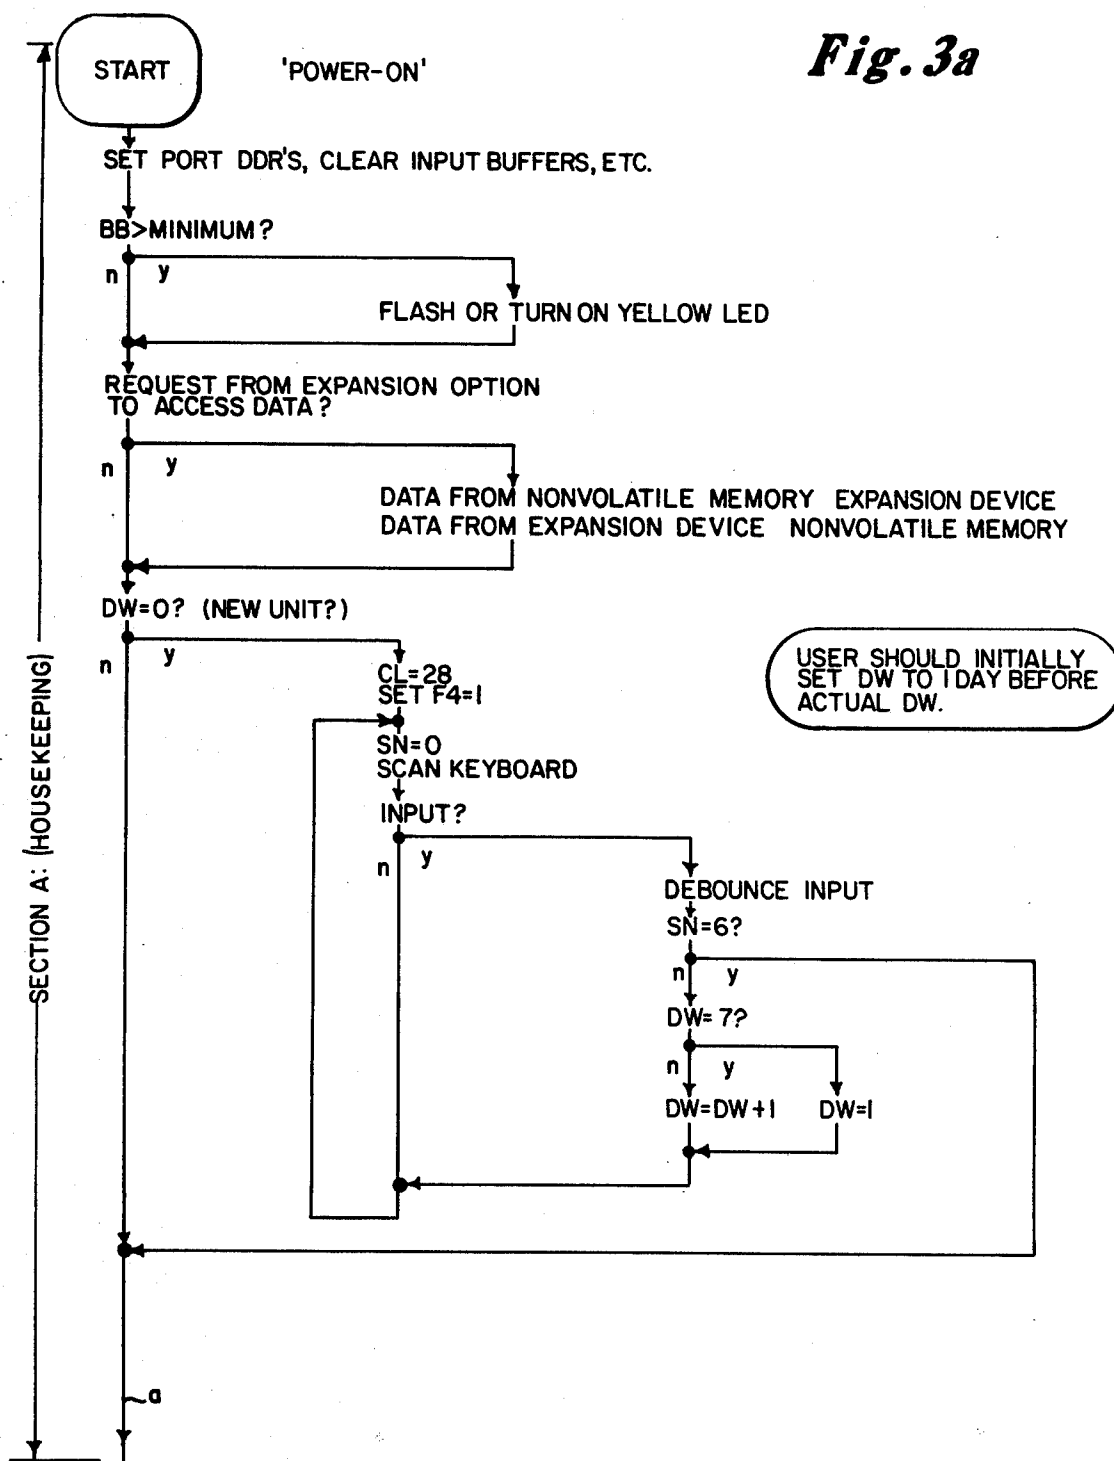 Fig. 3a
START
'POWER-ON'
SET PORT DDR'S, CLEAR INPUT BUFFERS, ETC.
BB>MINIMUM?
n
y
FLASH OR TURN ON YELLOW LED
REQUEST FROM EXPANSION OPTION
TO ACCESS DATA?
n
y
DATA FROM NONVOLATILE MEMORY EXPANSION DEVICE
DATA FROM EXPANSION DEVICE NONVOLATILE MEMORY
DW=0? (NEW UNIT?)
n
y
CL=28
SET F4=1
USER SHOULD INITIALLY
SET DW TO 1 DAY BEFORE
ACTUAL DW.
SN=0
SCAN KEYBOARD
INPUT?
n
y
DEBOUNCE INPUT
SN=6?
n
y
DW=7?
n
y
DW=DW+1
DW=1
SECTION A: (HOUSEKEEPING)
a